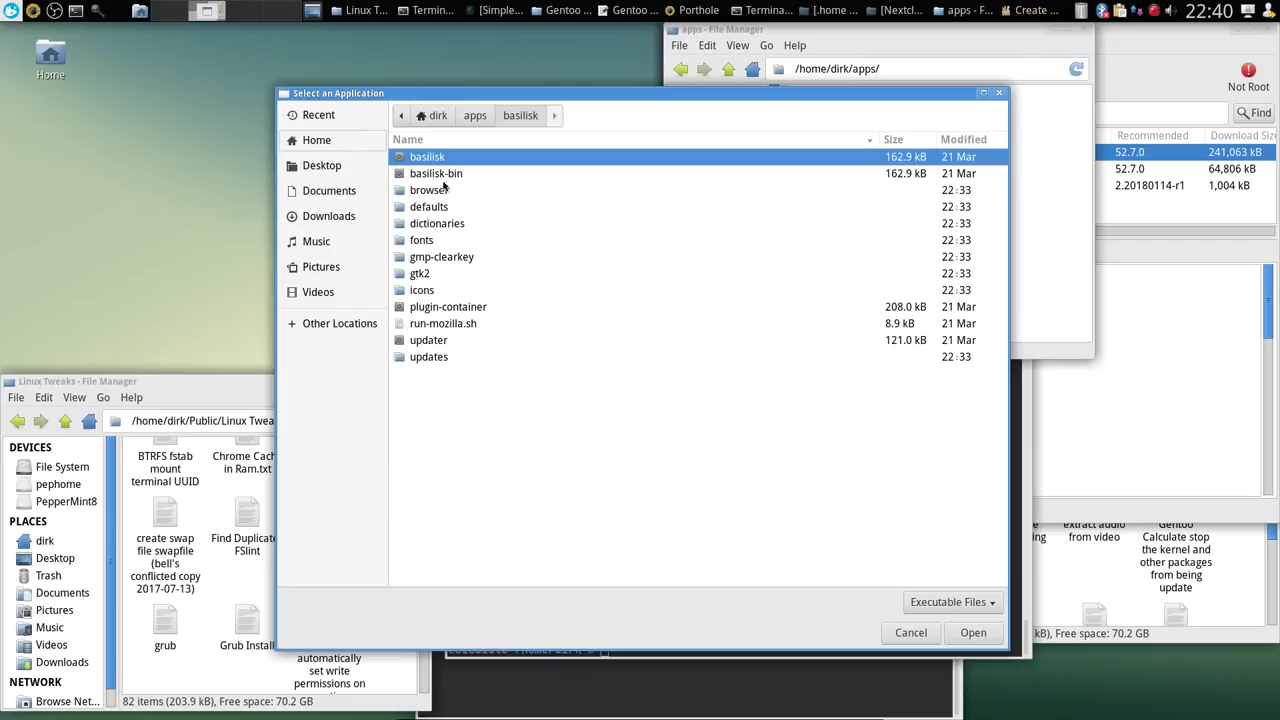 Linux T...
Termin...
[Simple...
Gentoo ...
Gentoo ...
Porthole
Termina...
[.home ...
[Nextcl...
apps - F...
Create ...
22:40
Home
apps - File Manager
File Edit View Go Help
/home/dirk/apps/
Not Root
Find
Recommended Download Size
52.7.0 241,063 kB
52.7.0 64,806 kB
2.20180114-r1 1,004 kB
Select an Application
Recent
Home
Desktop
Documents
Downloads
Music
Pictures
Videos
Other Locations
dirk apps basilisk
Name Size Modified
basilisk 162.9 kB 21 Mar
basilisk-bin 162.9 kB 21 Mar
browser 22:33
defaults 22:33
dictionaries 22:33
fonts 22:33
gmp-clearkey 22:33
gtk2 22:33
icons 22:33
plugin-container 208.0 kB 21 Mar
run-mozilla.sh 8.9 kB 21 Mar
updater 121.0 kB 21 Mar
updates 22:33
Executable Files
Cancel Open
Linux Tweaks - File Manager
File Edit View Go Help
/home/dirk/Public/Linux Twea
DEVICES
File System
pephome
PepperMint8
PLACES
dirk
Desktop
Trash
Documents
Pictures
Music
Videos
Downloads
NETWORK
Browse Net...
BTRFS fstab
mount
terminal UUID
Chrome Cach
in Ram.txt
create swap
file swapfile
(bell's
conflicted copy
2017-07-13)
Find Duplicate
FSlint
grub
Grub Install
automatically
set write
permissions on
82 items (203.9 kB), Free space: 70.2 GB
extract audio
from video
Gentoo
Calculate stop
the kernel and
other packages
from being
update
kB), Free space: 70.2 GB